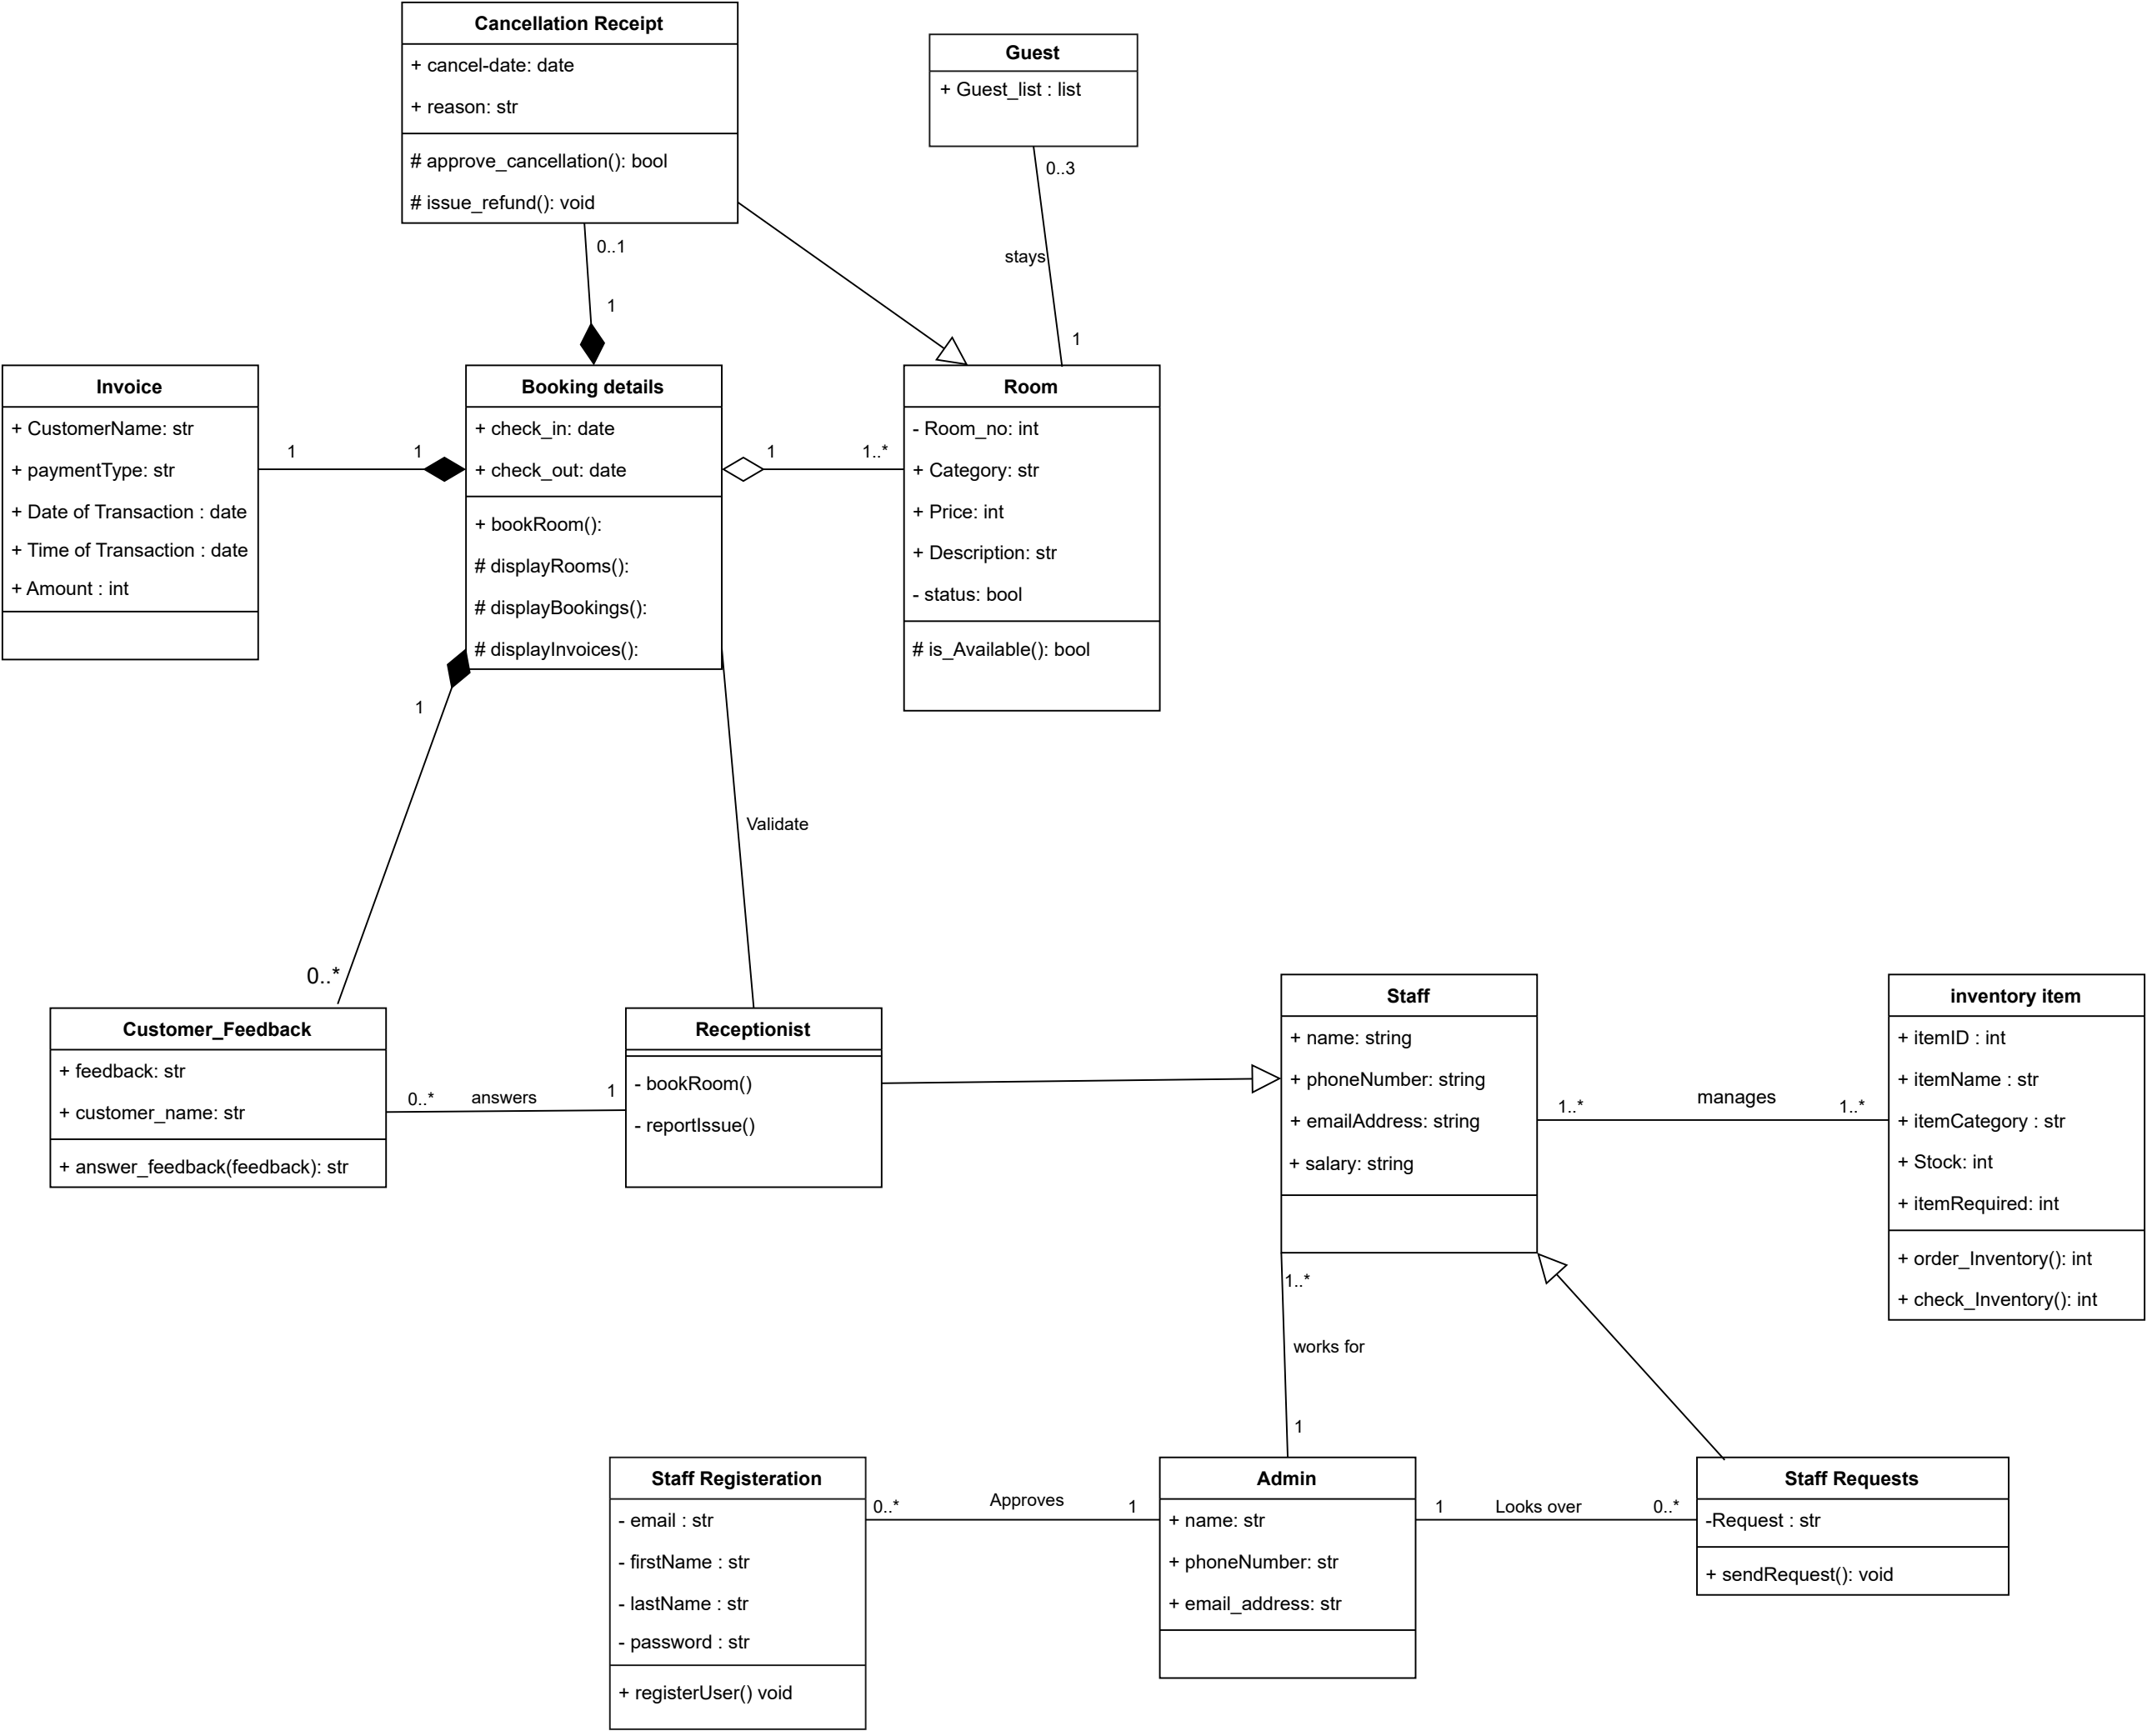 Cancellation Receipt
+ cancel-date: date
+ reason: str
# approve_cancellation(): bool
# issue_refund(): void
Guest
+ Guest_list : list
0..3
stays
1
0..1
1
Invoice
+ CustomerName: str
+ paymentType: str
+ Date of Transaction : date
+ Time of Transaction : date
+ Amount : int
1
1
Booking details
+ check_in: date
+ check_out: date
+ bookRoom():
# displayRooms():
# displayBookings():
# displayInvoices():
1
1..*
Room
- Room_no: int
+ Category: str
+ Price: int
+ Description: str
- status: bool
# is_Available(): bool
1
0..*
Validate
Customer_Feedback
+ feedback: str
+ customer_name: str
+ answer_feedback(feedback): str
0..*
answers
1
Receptionist
- bookRoom()
- reportIssue()
Staff
+ name: string
+ phoneNumber: string
+ emailAddress: string
+ salary: string
1..*
manages
1..*
inventory item
+ itemID : int
+ itemName : str
+ itemCategory : str
+ Stock: int
+ itemRequired: int
+ order_Inventory(): int
+ check_Inventory(): int
1..*
works for
1
Staff Registeration
- email : str
- firstName : str
- lastName : str
- password : str
+ registerUser() void
0..*
Approves
1
Admin
+ name: str
+ phoneNumber: str
+ email_address: str
1
Looks over
0..*
Staff Requests
-Request : str
+ sendRequest(): void